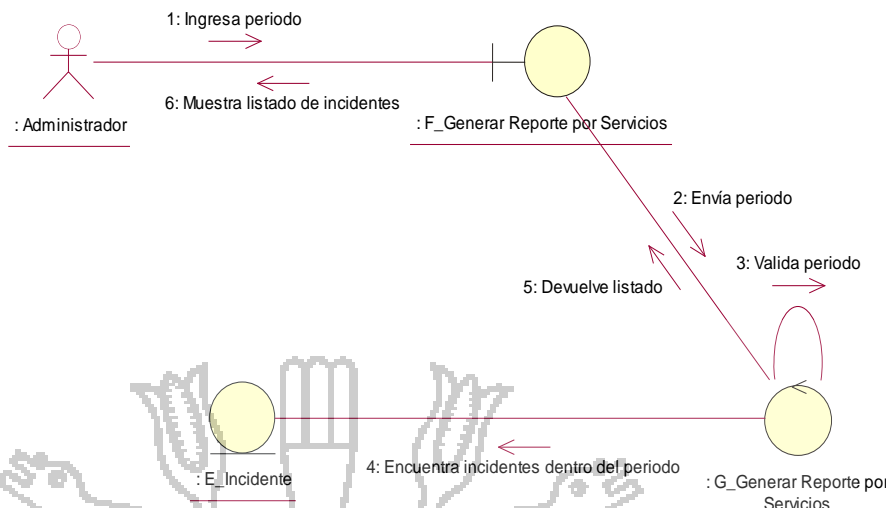 1: Ingresa periodo
6: Muestra listado de incidentes
: Administrador
: F_Generar Reporte por Servicios
2: Envía periodo
3: Valida periodo
5: Devuelve listado
4: Encuentra incidentes dentro del periodo
: E_Incidente
: G_Generar Reporte por
Servicios